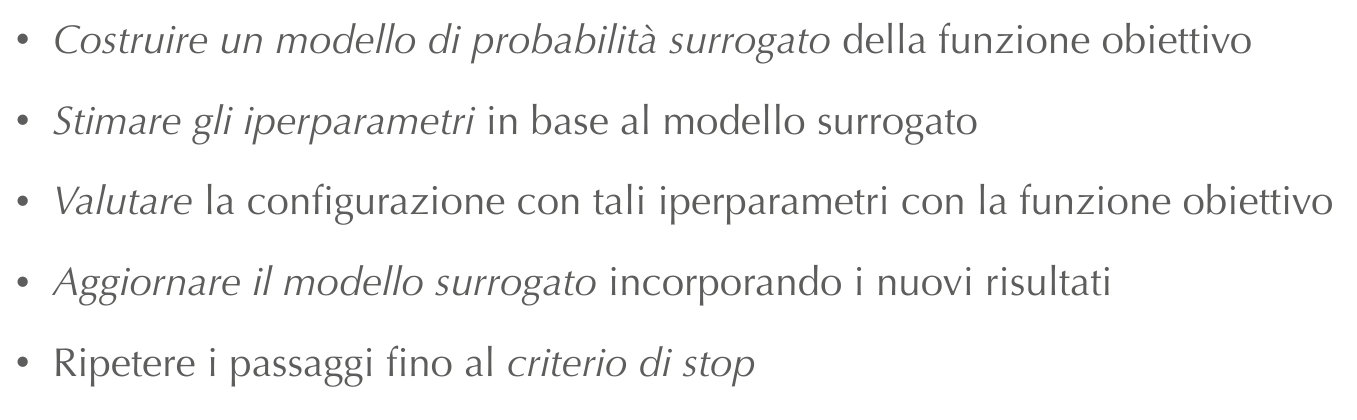 • Costruire un modello di probabilità surrogato della funzione obiettivo
• Stimare gli iperparametri in base al modello surrogato
• Valutare la configurazione con tali iperparametri con la funzione obiettivo
• Aggiornare il modello surrogato incorporando i nuovi risultati
• Ripetere i passaggi fino al criterio di stop